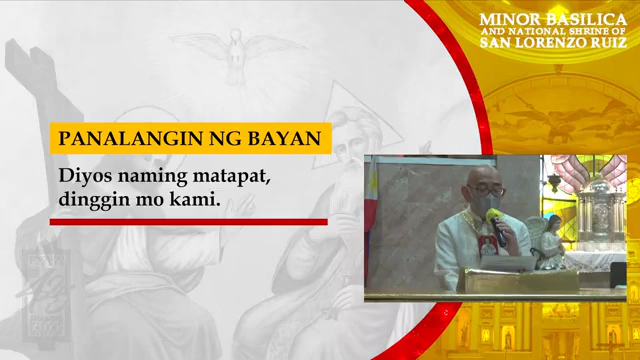 MINOR BASILICA
AND NATIONAL SHRINE OF
SAN LORENZO RUIZ
PANALANGIN NG BAYAN
Diyos naming matapat,
dinggin mo kami.